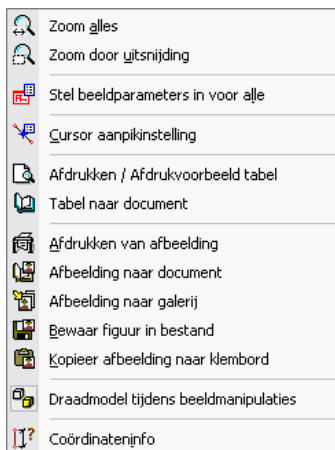 Zoom alles
Zoom door uitsnijding
Stel beeldparameters in voor alle
Cursor aanpikinstelling
Afdrukken / Afdrukvoorbeeld tabel
Tabel naar document
Afdrukken van afbeelding
Afbeelding naar document
Afbeelding naar galerij
Bewaar figuur in bestand
Kopieer afbeelding naar klembord
Draadmodel tijdens beeldmanipulaties
Coördinateninfo